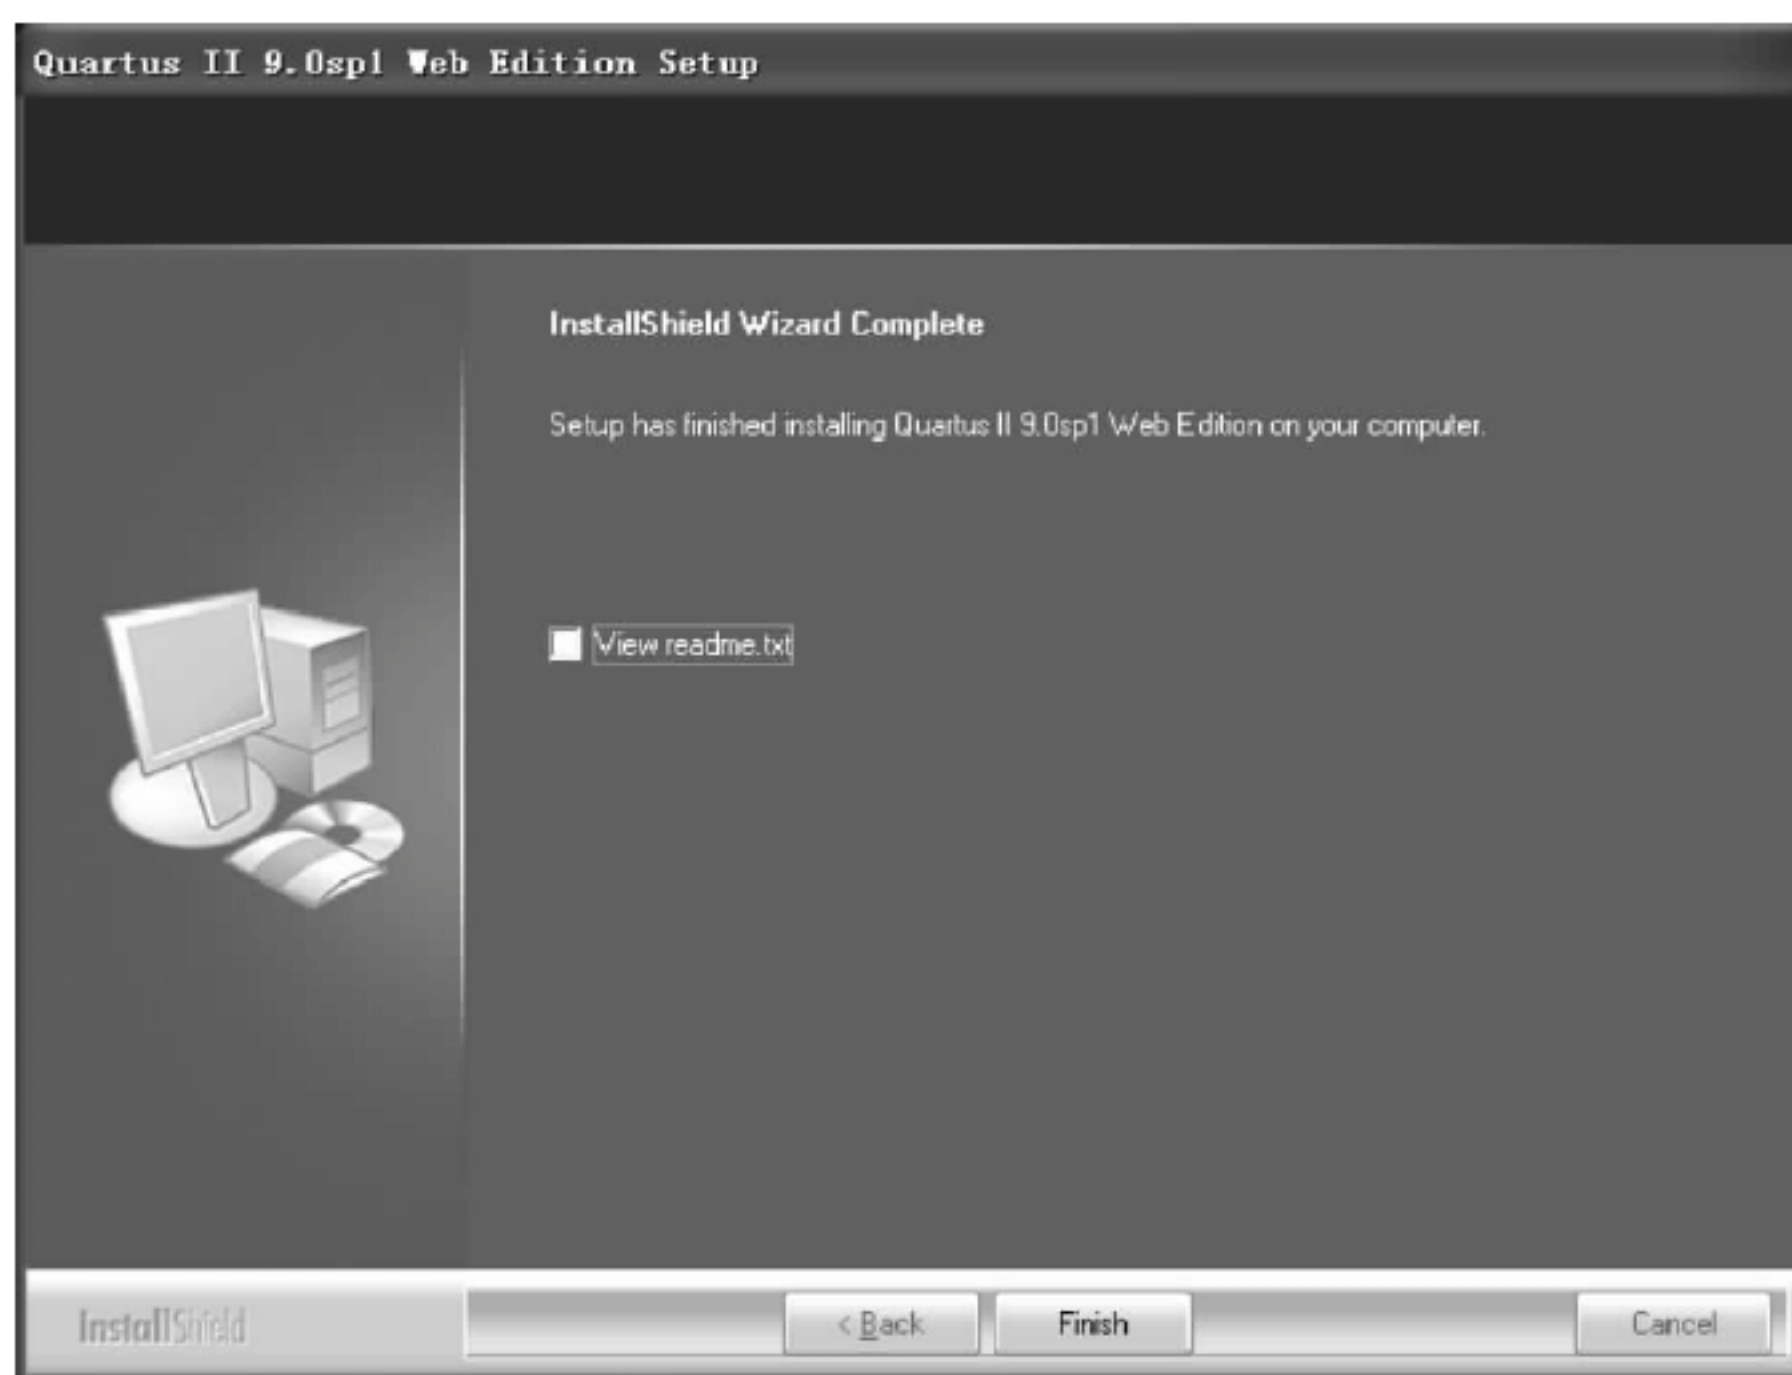 Quartus II 9.0sp1 Web Edition Setup
InstallShield Wizard Complete
Setup has finished installing Quartus II 9.0sp1 Web Edition on your computer.
View readme.txt
InstallShield
< Back
Finish
Cancel